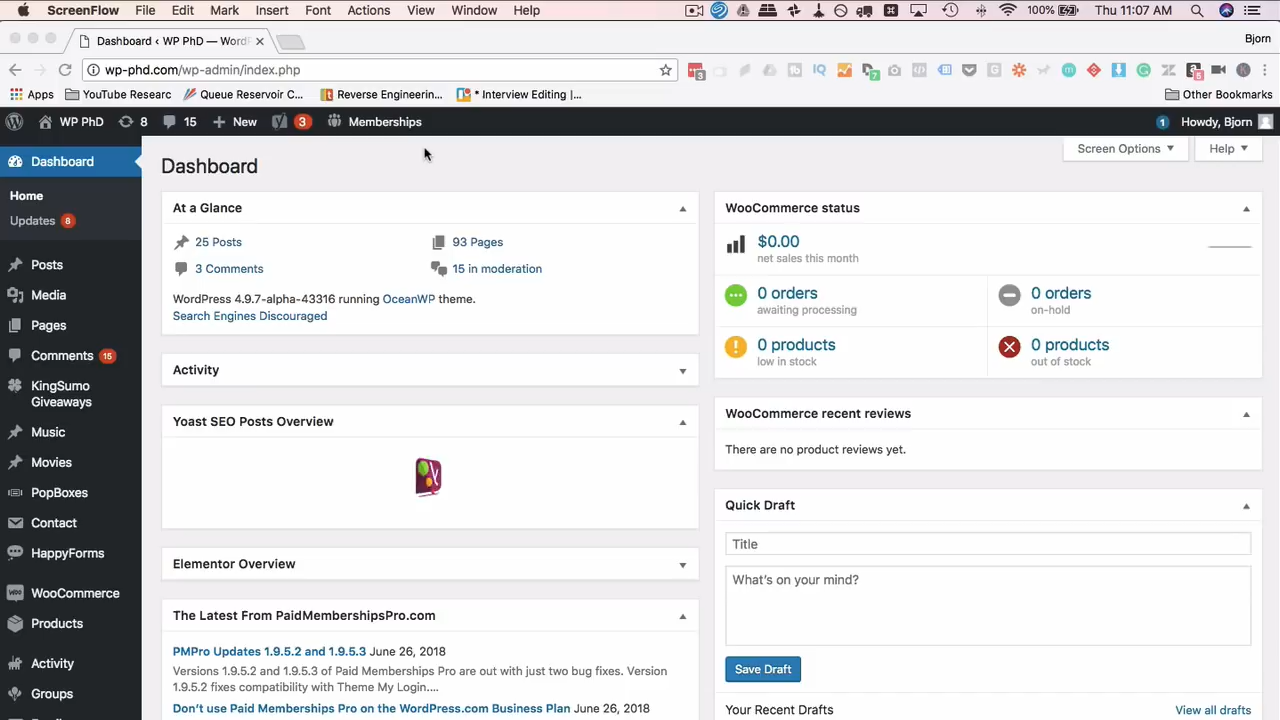 ScreenFlow File Edit Mark Insert Font Actions View Window Help 100% Thu 11:07 AM
Dashboard ‹ WP PhD — Word
Bjorn
wp-phd.com/wp-admin/index.php
Apps YouTube Researc Queue Reservoir C... Reverse Engineerin... * Interview Editing |... Other Bookmarks
WP PhD 8 15 New 3 Memberships 1 Howdy, Bjorn
Dashboard
Home
Updates 8
Posts
Media
Pages
Comments 15
KingSumo
Giveaways
Music
Movies
PopBoxes
Contact
HappyForms
WooCommerce
Products
Activity
Groups
Screen Options Help
Dashboard
At a Glance
25 Posts 93 Pages
3 Comments 15 in moderation
WordPress 4.9.7-alpha-43316 running OceanWP theme.
Search Engines Discouraged
Activity
Yoast SEO Posts Overview
Elementor Overview
The Latest From PaidMembershipsPro.com
PMPro Updates 1.9.5.2 and 1.9.5.3 June 26, 2018
Versions 1.9.5.2 and 1.9.5.3 of Paid Memberships Pro are out with just two bug fixes. Version
1.9.5.2 fixes compatibility with Theme My Login....
Don't use Paid Memberships Pro on the WordPress.com Business Plan June 26, 2018
WooCommerce status
$0.00
net sales this month
0 orders
awaiting processing
0 orders
on-hold
0 products
low in stock
0 products
out of stock
WooCommerce recent reviews
There are no product reviews yet.
Quick Draft
Title
What's on your mind?
Save Draft
Your Recent Drafts View all drafts